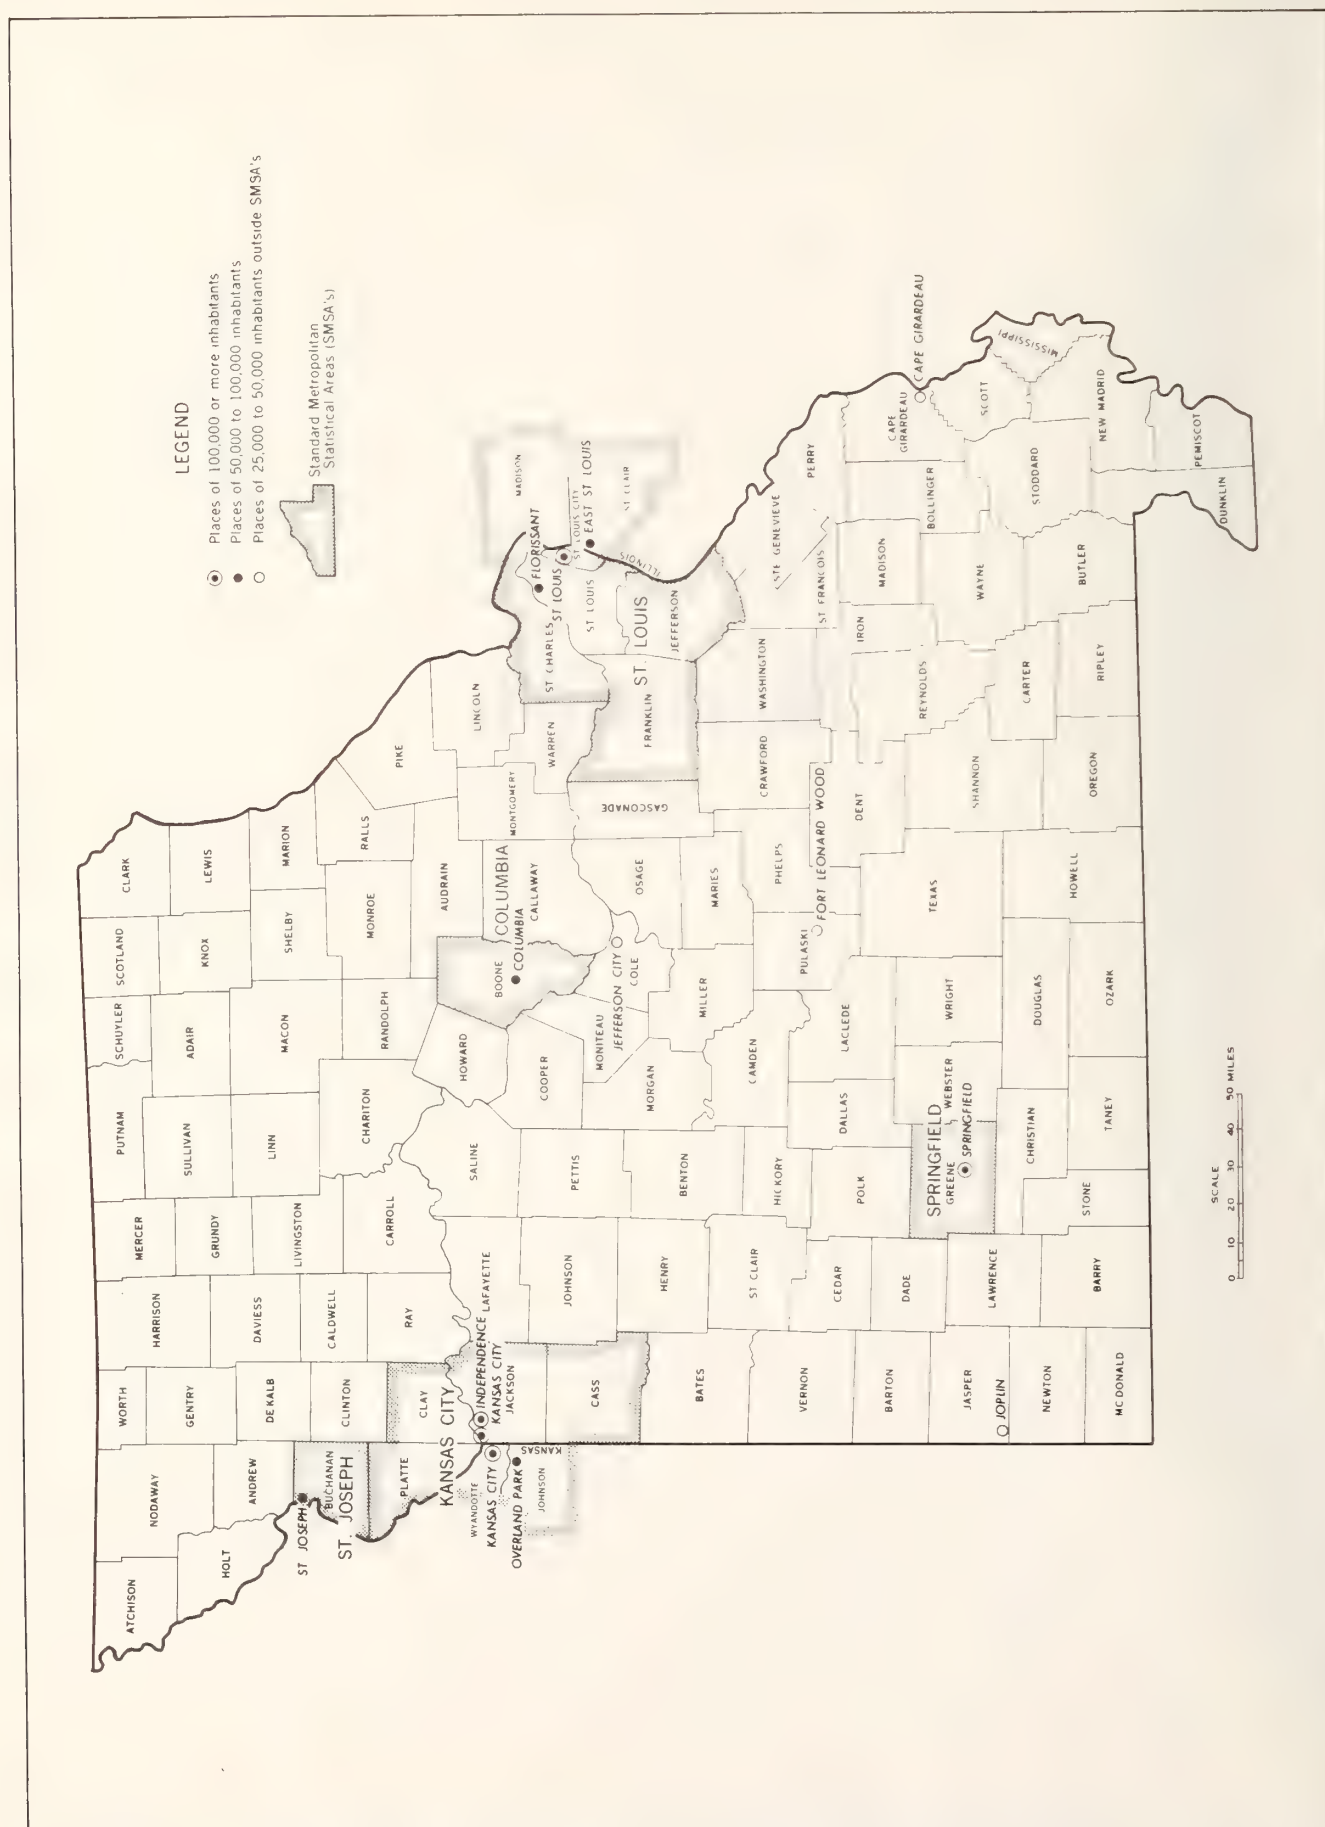 LEGEND
Places of 100,000 or more inhabitants
Places of 50,000 to 100,000 inhabitants
Places of 25,000 to 50,000 inhabitants outside SMSA's
Standard Metropolitan
Statistical Areas (SMSA's)
ATCHISON
NODAWAY
WORTH
HARRISON
MERCER
PUTNAM
SCHUYLER
SCOTLAND
CLARK
HOLT
GENTRY
GRUNDY
SULLIVAN
ADAIR
KNOX
LEWIS
ANDREW
DE KALB
DAVIESS
LIVINGSTON
LINN
MACON
SHELBY
MARION
ST JOSEPH
BUCHANAN
ST. JOSEPH
CLINTON
CALDWELL
CHARITON
RANDOLPH
MONROE
RALLS
PIKE
PLATTE
CLAY
RAY
CARROLL
AUDRAIN
KANSAS CITY
HOWARD
BOONE
COLUMBIA
COLUMBIA
CALLAWAY
MONTGOMERY
LINCOLN
WYANDOTTE
KANSAS CITY
INDEPENDENCE
KANSAS CITY
JACKSON
LAFAYETTE
SALINE
COOPER
WARREN
ST CHARLES
FLORISSANT
ST LOUIS
MADISON
OVERLAND PARK
JOHNSON
KANSAS
CASS
JOHNSON
PETTIS
MONITEAU
JEFFERSON CITY
COLE
OSAGE
GASCONADE
FRANKLIN
ST. LOUIS
ST LOUIS
ST LOUIS CITY
EAST ST LOUIS
ST CLAIR
JEFFERSON
ILLINOIS
BATES
HENRY
BENTON
MORGAN
MILLER
MARIES
VERNON
ST CLAIR
HICKORY
CAMDEN
PULASKI
PHELPS
CRAWFORD
WASHINGTON
STE GENEVIEVE
PERRY
FORT LEONARD WOOD
ST FRANCOIS
BARTON
CEDAR
POLK
DALLAS
LACLEDE
DENT
IRON
MADISON
CAPE
GIRARDEAU
CAPE GIRARDEAU
BOLLINGER
DADE
SPRINGFIELD
GREENE
SPRINGFIELD
WEBSTER
WRIGHT
TEXAS
REYNOLDS
WAYNE
SCOTT
MISSISSIPPI
JASPER
JOPLIN
LAWRENCE
SHANNON
CARTER
STODDARD
NEWTON
CHRISTIAN
DOUGLAS
HOWELL
BUTLER
NEW MADRID
MC DONALD
BARRY
STONE
TANEY
OZARK
OREGON
RIPLEY
DUNKLIN
PEMISCOT
SCALE
0 10 20 30 40 50 MILES